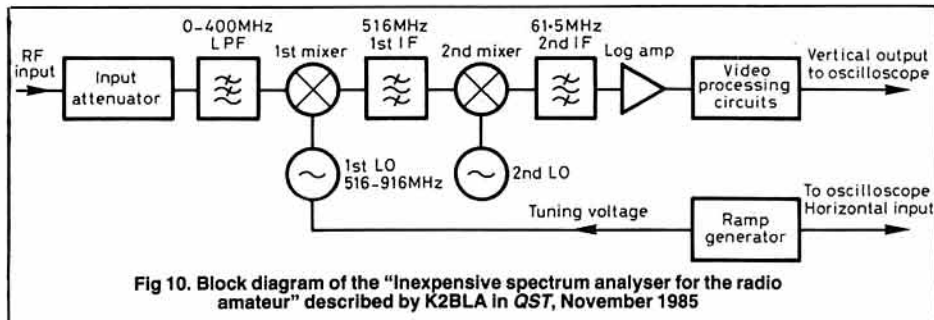 0-400MHz
LPF
1st mixer
516MHz
1st IF
2nd mixer
61·5MHz
2nd IF
Log amp
RF
input
Input
attenuator
Video
processing
circuits
Vertical output
to oscilloscope
1st LO
516-916MHz
2nd LO
Tuning voltage
Ramp
generator
To oscilloscope
Horizontal input
Fig 10. Block diagram of the "Inexpensive spectrum analyser for the radio
amateur" described by K2BLA in QST, November 1985